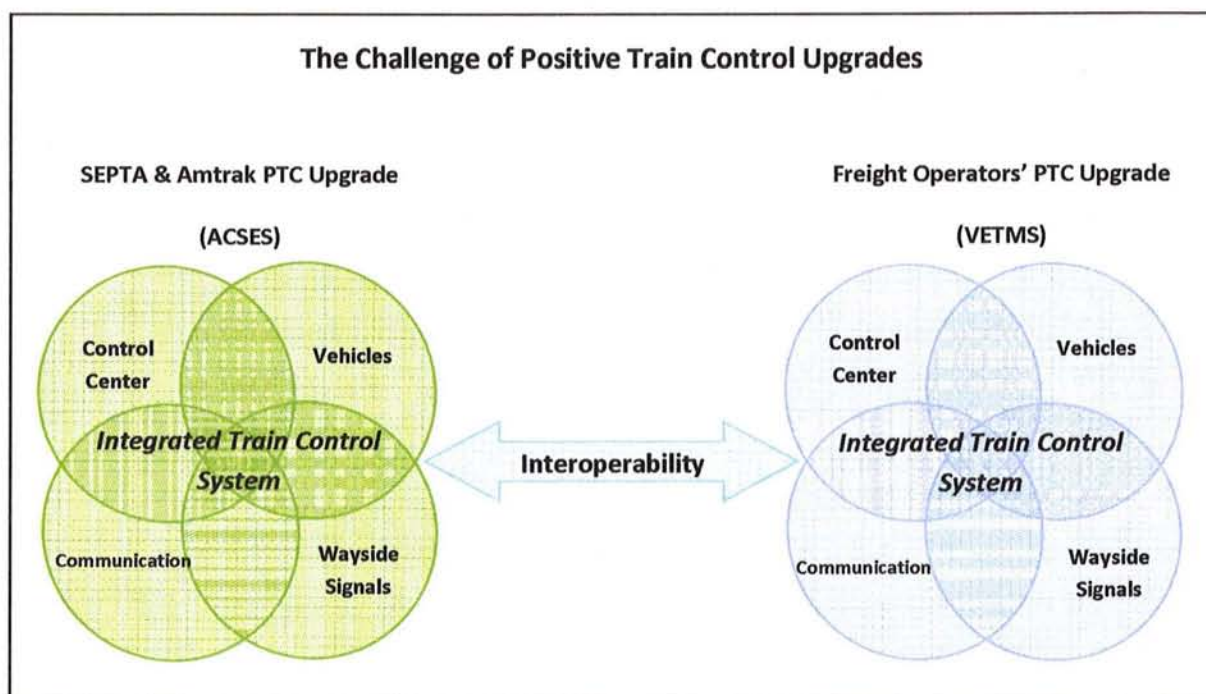 The Challenge of Positive Train Control Upgrades
SEPTA & Amtrak PTC Upgrade
(ACSES)
Control
Center
Vehicles
Integrated Train Control
System
Communication
Wayside
Signals
Interoperability
Freight Operators' PTC Upgrade
(VETMS)
Control
Center
Vehicles
Integrated Train Control
System
Communication
Wayside
Signals